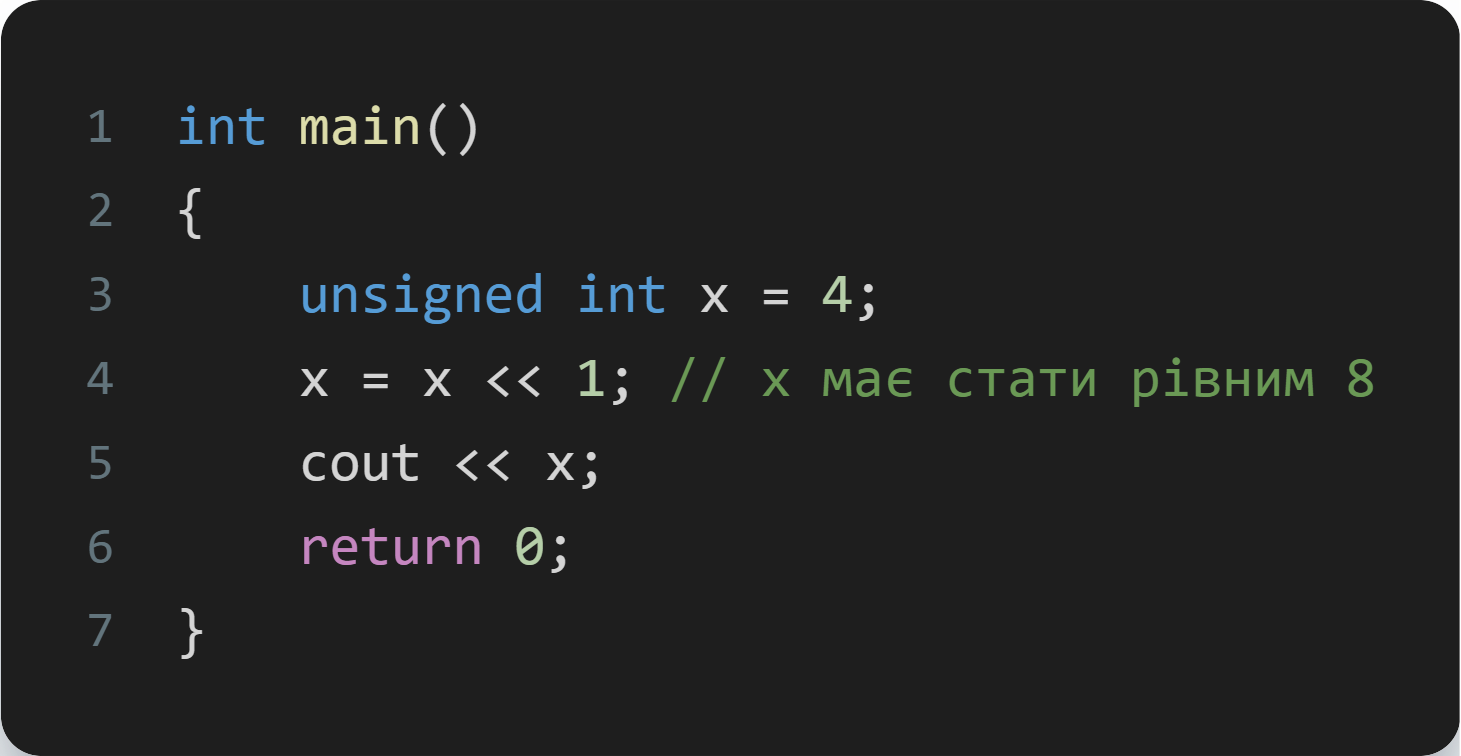 1 int main()
2 {
3     unsigned int x = 4;
4     x = x << 1; // x має стати рівним 8
5     cout << x;
6     return 0;
7 }